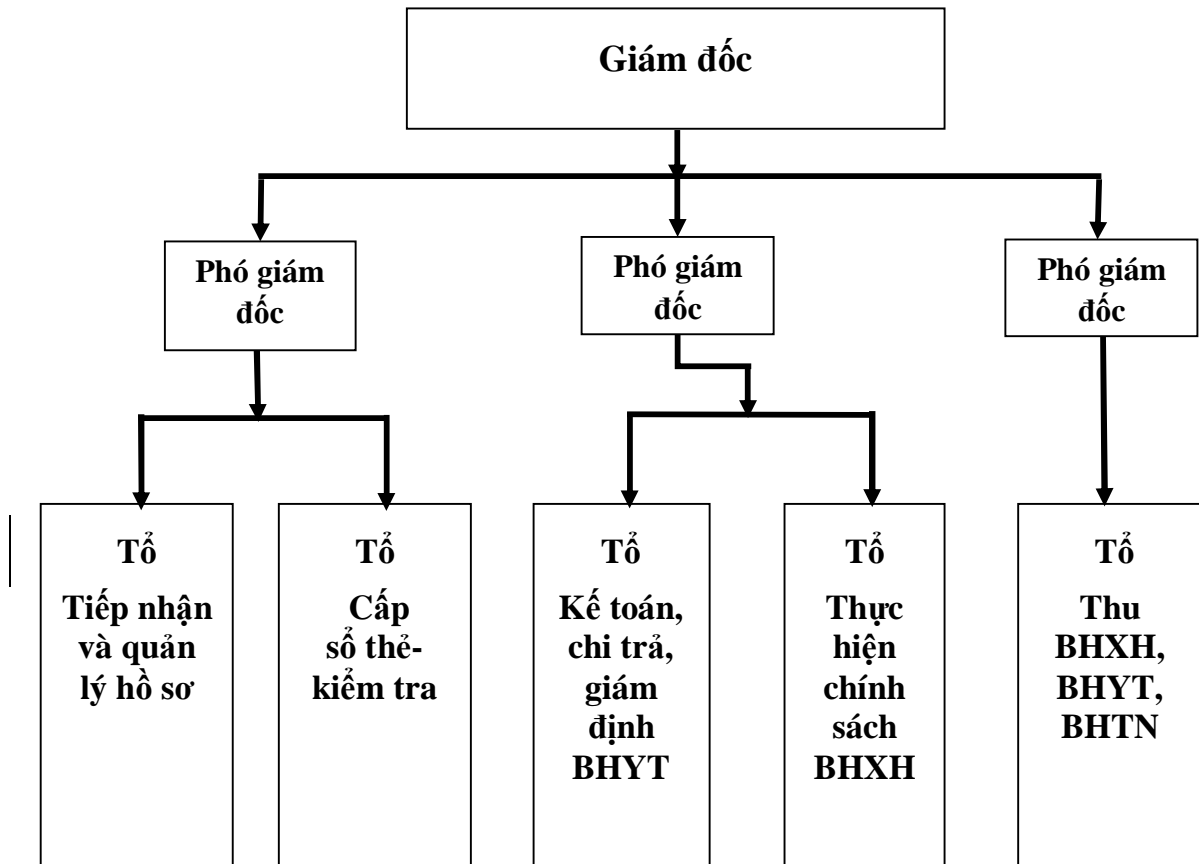 Giám đốc
Phó giám
đốc
Phó giám
đốc
Phó giám
đốc
Tổ
Tiếp nhận
và quản
lý hồ sơ
Tổ
Cấp
sổ thẻ-
kiểm tra
Tổ
Kế toán,
chi trả,
giám
định
BHYT
Tổ
Thực
hiện
chính
sách
BHXH
Tổ
Thu
BHXH,
BHYT,
BHTN